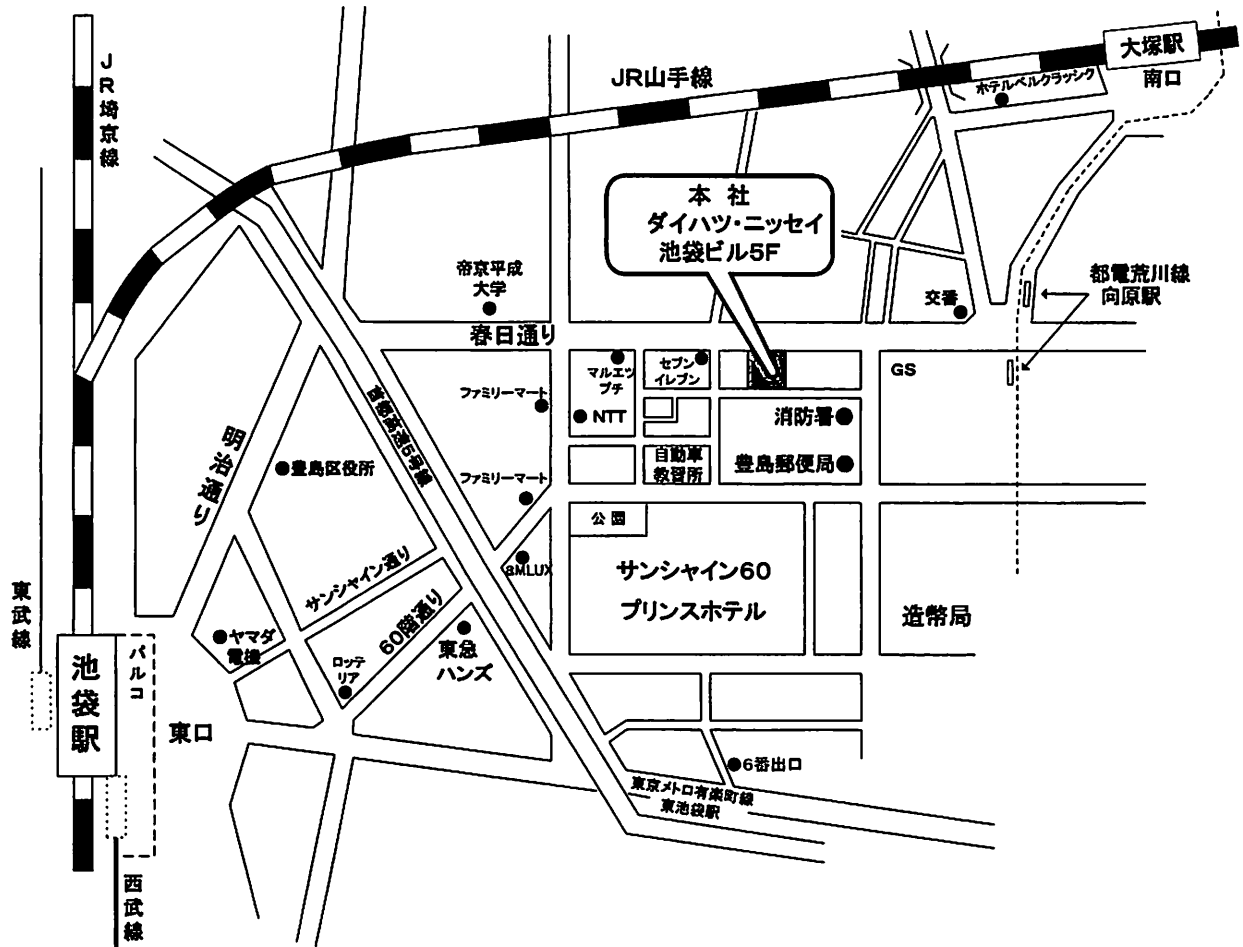 JR埼京線
大塚駅
南口
JR山手線
ホテルベルクラッシク
本社
ダイハツ・ニッセイ
池袋ビル5F
帝京平成
大学
都電荒川線
向原駅
交番
春日通り
マルエツ
プチ
セブン
イレブン
GS
ファミリーマート
NTT
消防署
首都高速5号線
明治通り
豊島区役所
自動車
教習所
豊島郵便局
ファミリーマート
公園
サンシャイン通り
aMLUX
サンシャイン60
プリンスホテル
造幣局
東武線
60階通り
ヤマダ
電機
東急
ハンズ
ロッテ
リア
パルコ
池袋駅
東口
6番出口
東京メトロ有楽町線
東池袋駅
西武線